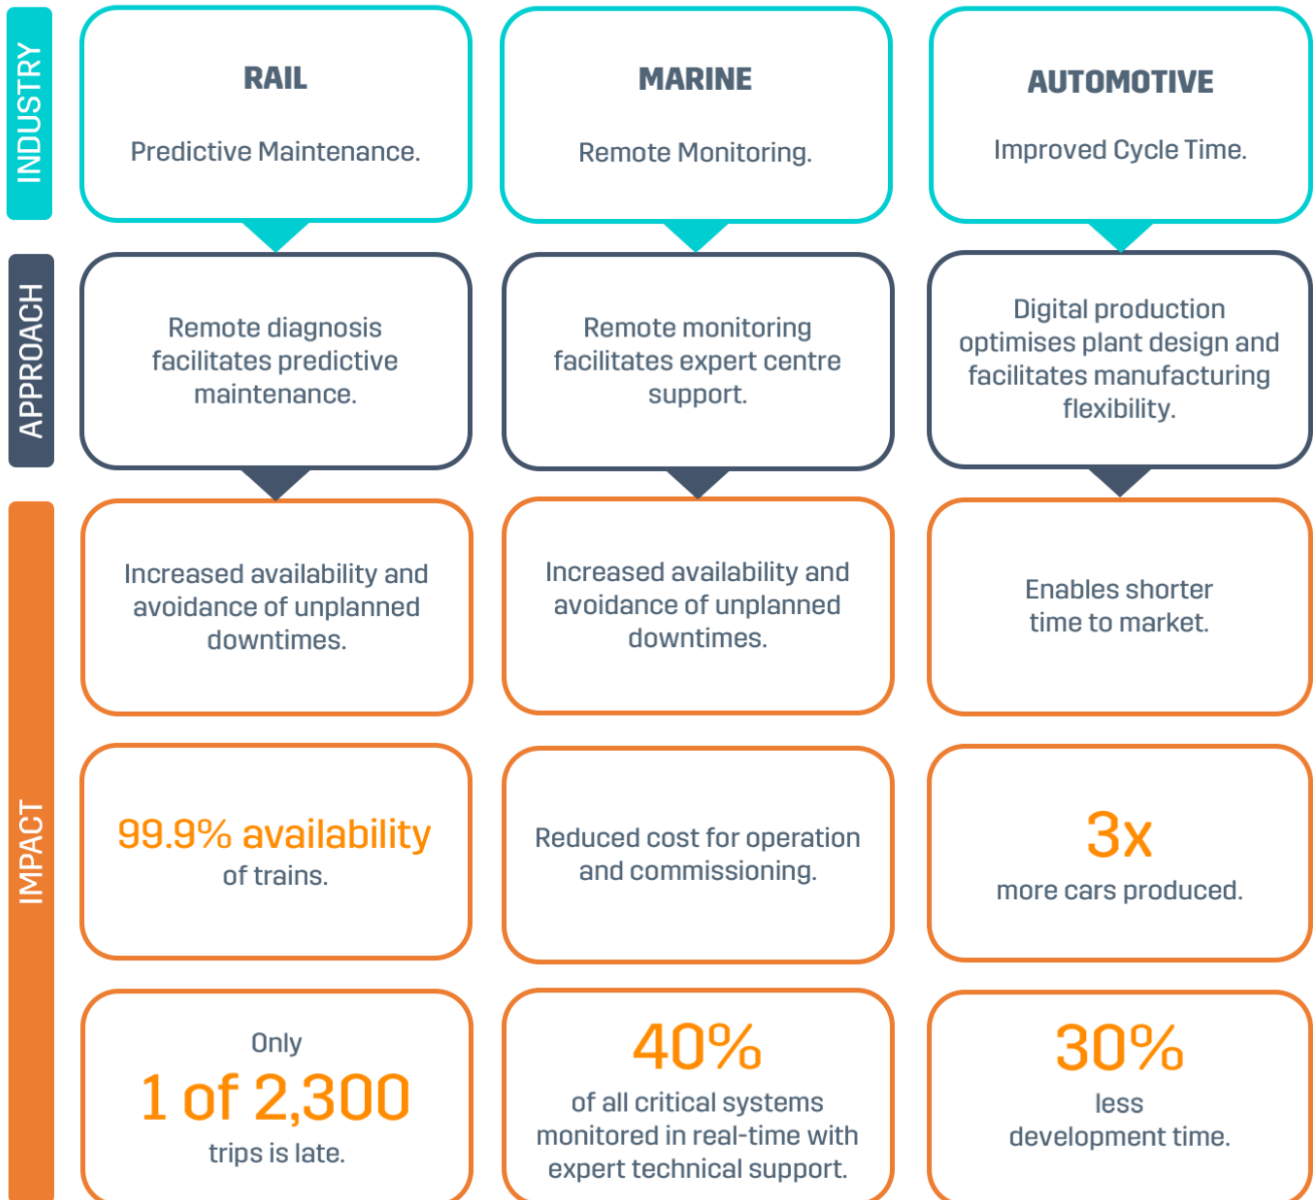 INDUSTRY
RAIL
Predictive Maintenance.
MARINE
Remote Monitoring.
AUTOMOTIVE
Improved Cycle Time.
APPROACH
Remote diagnosis
facilitates predictive
maintenance.
Remote monitoring
facilitates expert centre
support.
Digital production
optimises plant design and
facilitates manufacturing
flexibility.
IMPACT
Increased availability and
avoidance of unplanned
downtimes.
Increased availability and
avoidance of unplanned
downtimes.
Enables shorter
time to market.
99.9% availability
of trains.
Reduced cost for operation
and commissioning.
3x
more cars produced.
Only
1 of 2,300
trips is late.
40%
of all critical systems
monitored in real-time with
expert technical support.
30%
less
development time.